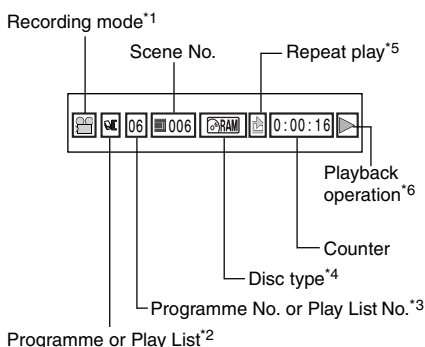 Recording mode*1
Scene No.
Repeat play*5
06 006 RAM 0:00:16
Playback
operation*6
Counter
Disc type*4
Programme No. or Play List No.*3
Programme or Play List*2